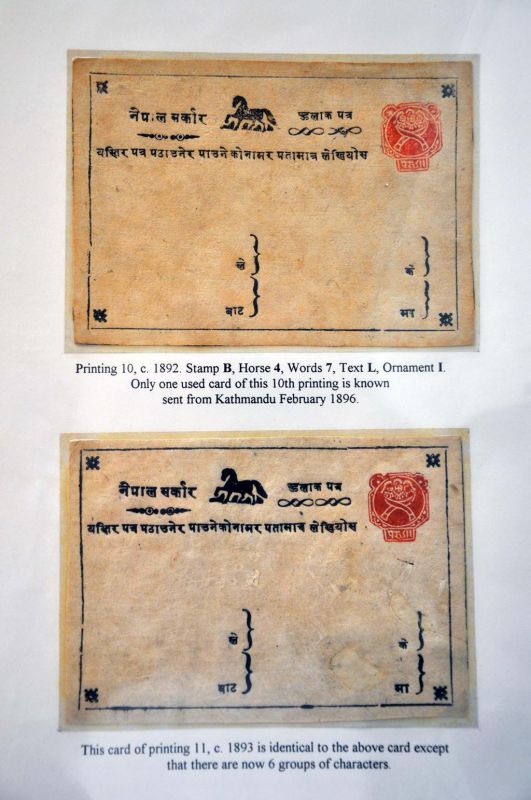 नेपाल सर्कार
हुलाक पत्र
यस्भिर पत्र पठाउनेर पाउनेकोनामर पतामात्र लेखियोस
बाट
मा
Printing 10, c. 1892. Stamp B, Horse 4, Words 7, Text L, Ornament I.
Only one used card of this 10th printing is known
sent from Kathmandu February 1896.
नेपाल सर्कार
हुलाक पत्र
यस्भिर पत्र पठाउनेर पाउनेकोनामर पतामात्र लेखियोस
बाट
मा
This card of printing 11, c. 1893 is identical to the above card except
that there are now 6 groups of characters.